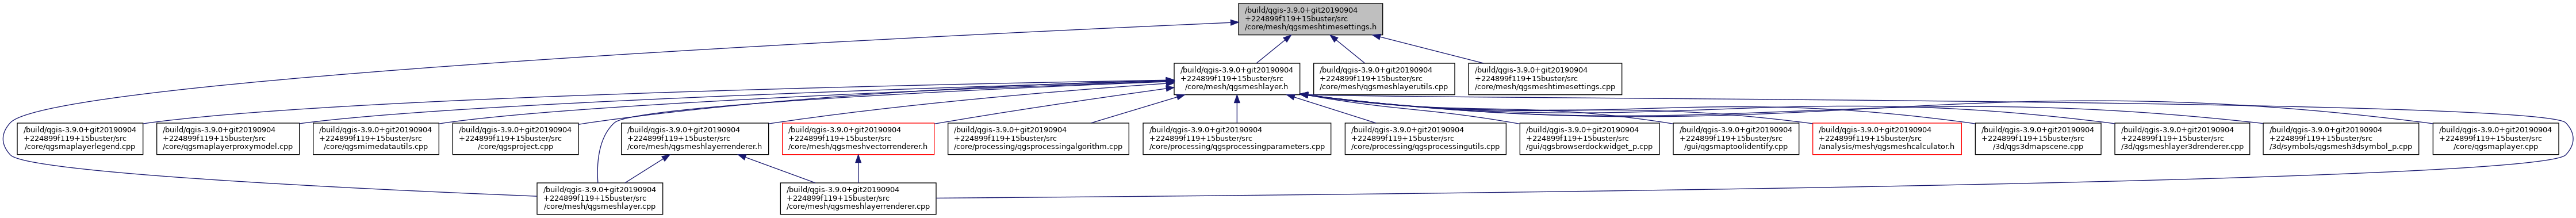 /build/qgis-3.9.0+git20190904
+224899f119+15buster/src
/core/mesh/qgsmeshtimesettings.h
/build/qgis-3.9.0+git20190904
+224899f119+15buster/src
/core/mesh/qgsmeshlayer.h
/build/qgis-3.9.0+git20190904
+224899f119+15buster/src
/core/mesh/qgsmeshlayerutils.cpp
/build/qgis-3.9.0+git20190904
+224899f119+15buster/src
/core/mesh/qgsmeshtimesettings.cpp
/build/qgis-3.9.0+git20190904
+224899f119+15buster/src
/core/qgsmaplayerlegend.cpp
/build/qgis-3.9.0+git20190904
+224899f119+15buster/src
/core/qgsmaplayerproxymodel.cpp
/build/qgis-3.9.0+git20190904
+224899f119+15buster/src
/core/qgsmimedatautils.cpp
/build/qgis-3.9.0+git20190904
+224899f119+15buster/src
/core/qgsproject.cpp
/build/qgis-3.9.0+git20190904
+224899f119+15buster/src
/core/mesh/qgsmeshlayerrenderer.h
/build/qgis-3.9.0+git20190904
+224899f119+15buster/src
/core/mesh/qgsmeshvectorrenderer.h
/build/qgis-3.9.0+git20190904
+224899f119+15buster/src
/core/processing/qgsprocessingalgorithm.cpp
/build/qgis-3.9.0+git20190904
+224899f119+15buster/src
/core/processing/qgsprocessingparameters.cpp
/build/qgis-3.9.0+git20190904
+224899f119+15buster/src
/core/processing/qgsprocessingutils.cpp
/build/qgis-3.9.0+git20190904
+224899f119+15buster/src
/gui/qgsbrowserdockwidget_p.cpp
/build/qgis-3.9.0+git20190904
+224899f119+15buster/src
/gui/qgsmaptoolidentify.cpp
/build/qgis-3.9.0+git20190904
+224899f119+15buster/src
/analysis/mesh/qgsmeshcalculator.h
/build/qgis-3.9.0+git20190904
+224899f119+15buster/src
/3d/qgs3dmapscene.cpp
/build/qgis-3.9.0+git20190904
+224899f119+15buster/src
/3d/qgsmeshlayer3drenderer.cpp
/build/qgis-3.9.0+git20190904
+224899f119+15buster/src
/3d/symbols/qgsmesh3dsymbol_p.cpp
/build/qgis-3.9.0+git20190904
+224899f119+15buster/src
/core/qgsmaplayer.cpp
/build/qgis-3.9.0+git20190904
+224899f119+15buster/src
/core/mesh/qgsmeshlayer.cpp
/build/qgis-3.9.0+git20190904
+224899f119+15buster/src
/core/mesh/qgsmeshlayerrenderer.cpp